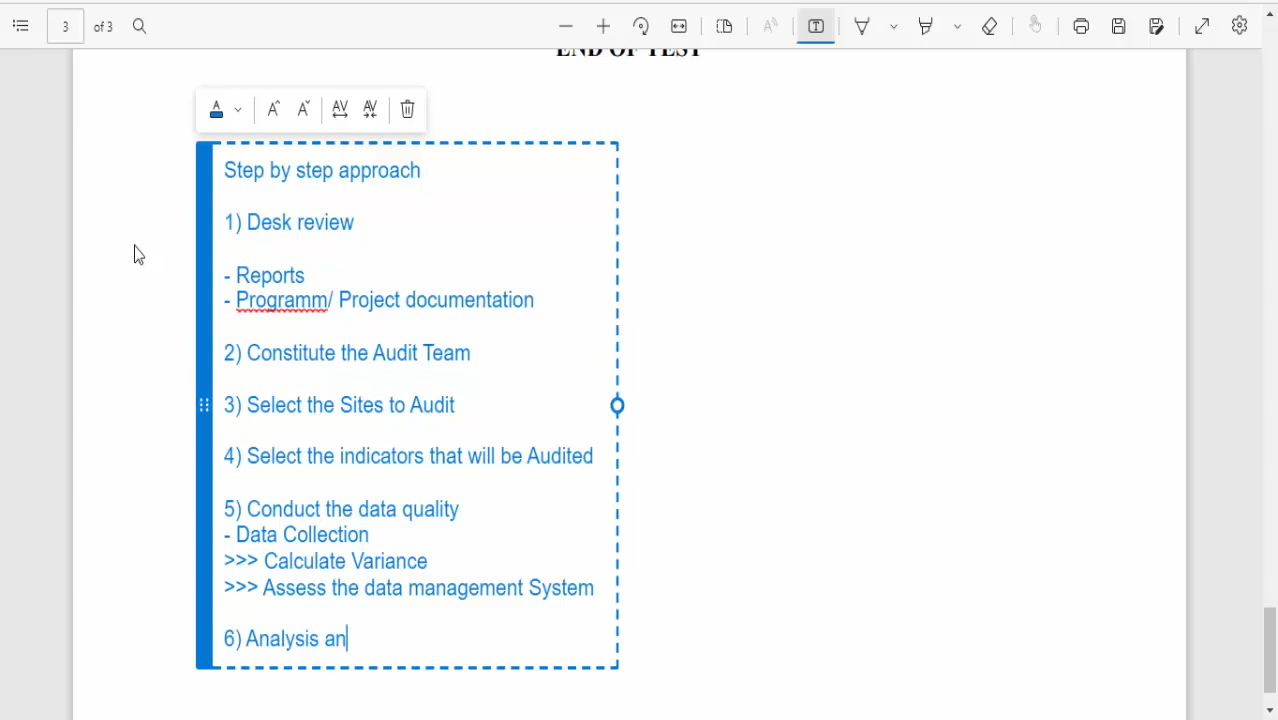 3 of 3
END OF TEST
Step by step approach
1) Desk review
- Reports
- Programm/ Project documentation
2) Constitute the Audit Team
3) Select the Sites to Audit
4) Select the indicators that will be Audited
5) Conduct the data quality
- Data Collection
>>> Calculate Variance
>>> Assess the data management System
6) Analysis an